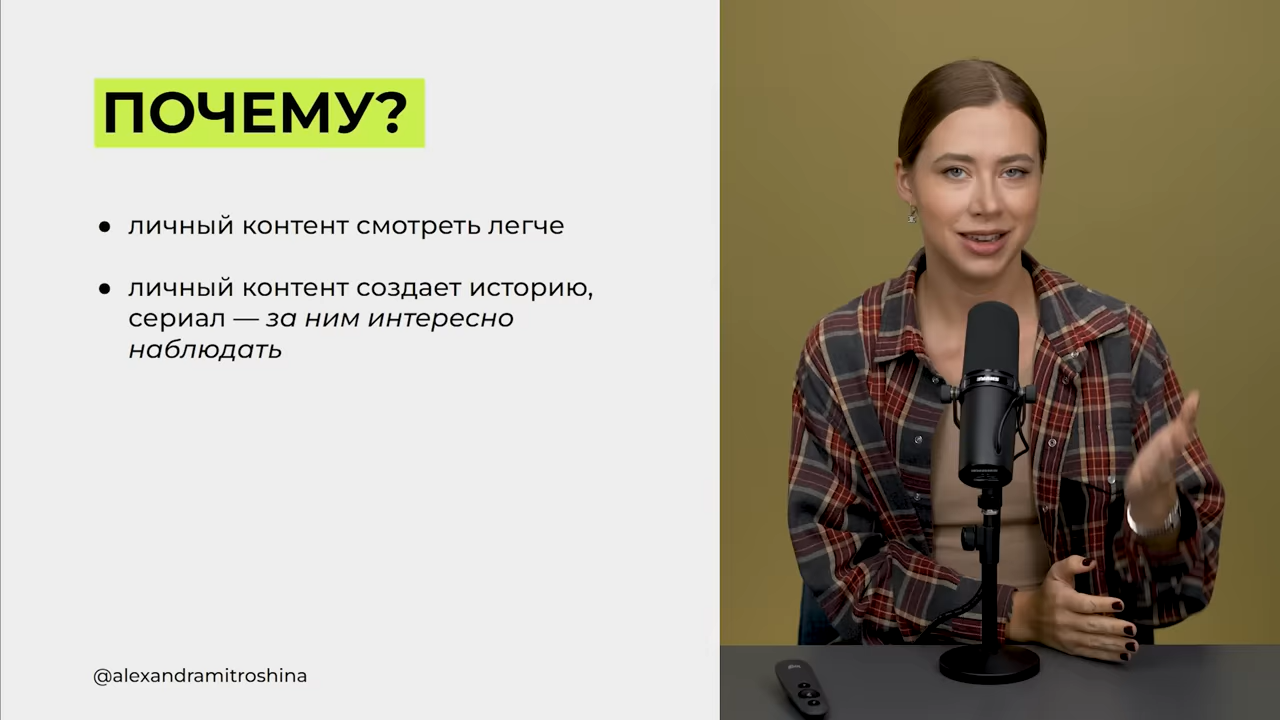 ПОЧЕМУ?
● личный контент смотреть легче
● личный контент создает историю,
сериал — за ним интересно
наблюдать
@alexandramitroshina